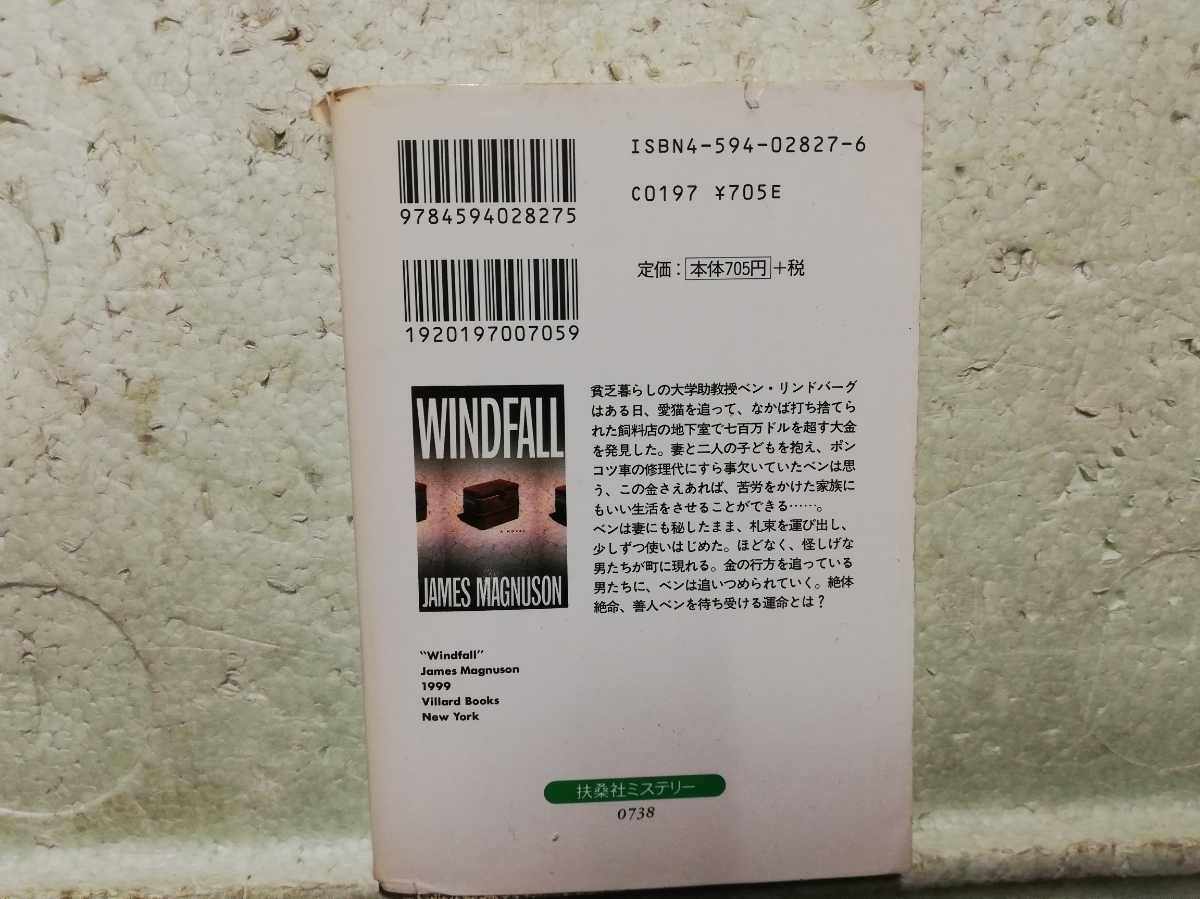 ISBN4-594-02827-6
9784594028275
C0197 ¥705E
定価：本体705円+税
1920197007059
WINDFALL
A NOVEL
JAMES MAGNUSON
貧乏暮らしの大学助教授ベン・リンドバーグ
はある日、愛猫を追って、なかば打ち捨てら
れた飼料店の地下室で七百万ドルを超す大金
を発見した。妻と二人の子どもを抱え、ポン
コツ車の修理代にすら事欠いていたベンは思
う、この金さえあれば、苦労をかけた家族に
もいい生活をさせることができる……。
ベンは妻にも秘したまま、札束を運び出し、
少しずつ使いはじめた。ほどなく、怪しげな
男たちが町に現れる。金の行方を追っている
男たちに、ベンは追いつめられていく。絶体
絶命、善人ベンを待ち受ける運命とは？
"Windfall"
James Magnuson
1999
Villard Books
New York
扶桑社ミステリー
0738